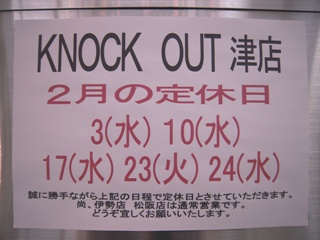 KNOCK OUT 津店
2月の定休日
3(水) 10(水)
17(水) 23(火) 24(水)
誠に勝手ながら上記の日程で定休日とさせていただきます。
尚、伊勢店 松阪店は通常営業です。
どうぞ宜しくお願いいたします。